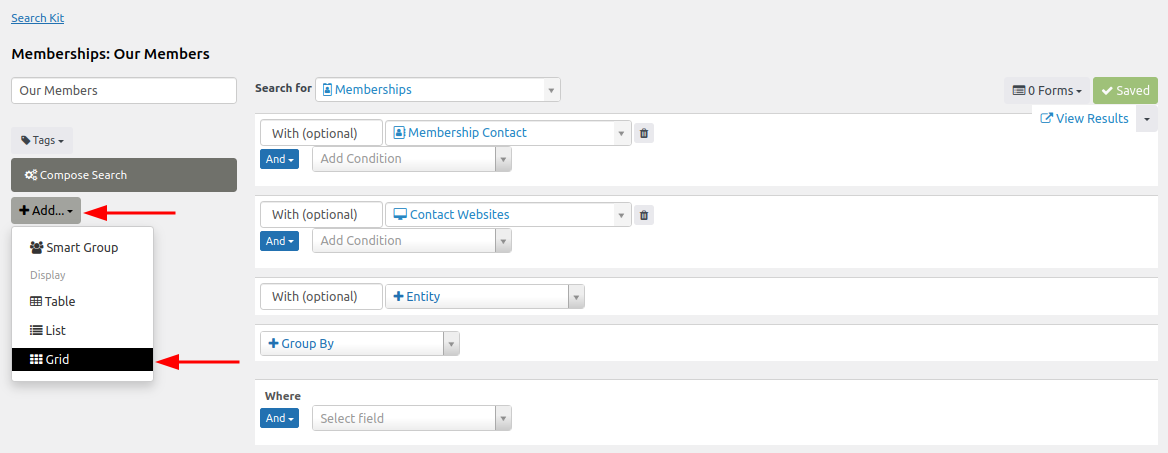 Search Kit
Memberships: Our Members
Our Members
Tags
Compose Search
Add...
Smart Group
Display
Table
List
Grid
Search for Memberships
0 Forms
Saved
View Results
With (optional) Membership Contact
And Add Condition
With (optional) Contact Websites
And Add Condition
With (optional) Entity
Group By
Where
And Select field